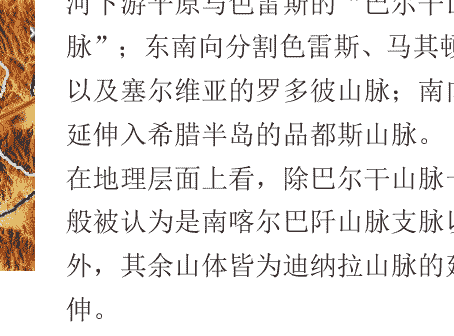 河下游平原与色雷斯的“巴尔干山
脉”；东南向分割色雷斯、马其顿
以及塞尔维亚的罗多彼山脉；南向
延伸入希腊半岛的品都斯山脉。
在地理层面上看，除巴尔干山脉一
般被认为是南喀尔巴阡山脉支脉以
外，其余山体皆为迪纳拉山脉的延
伸。